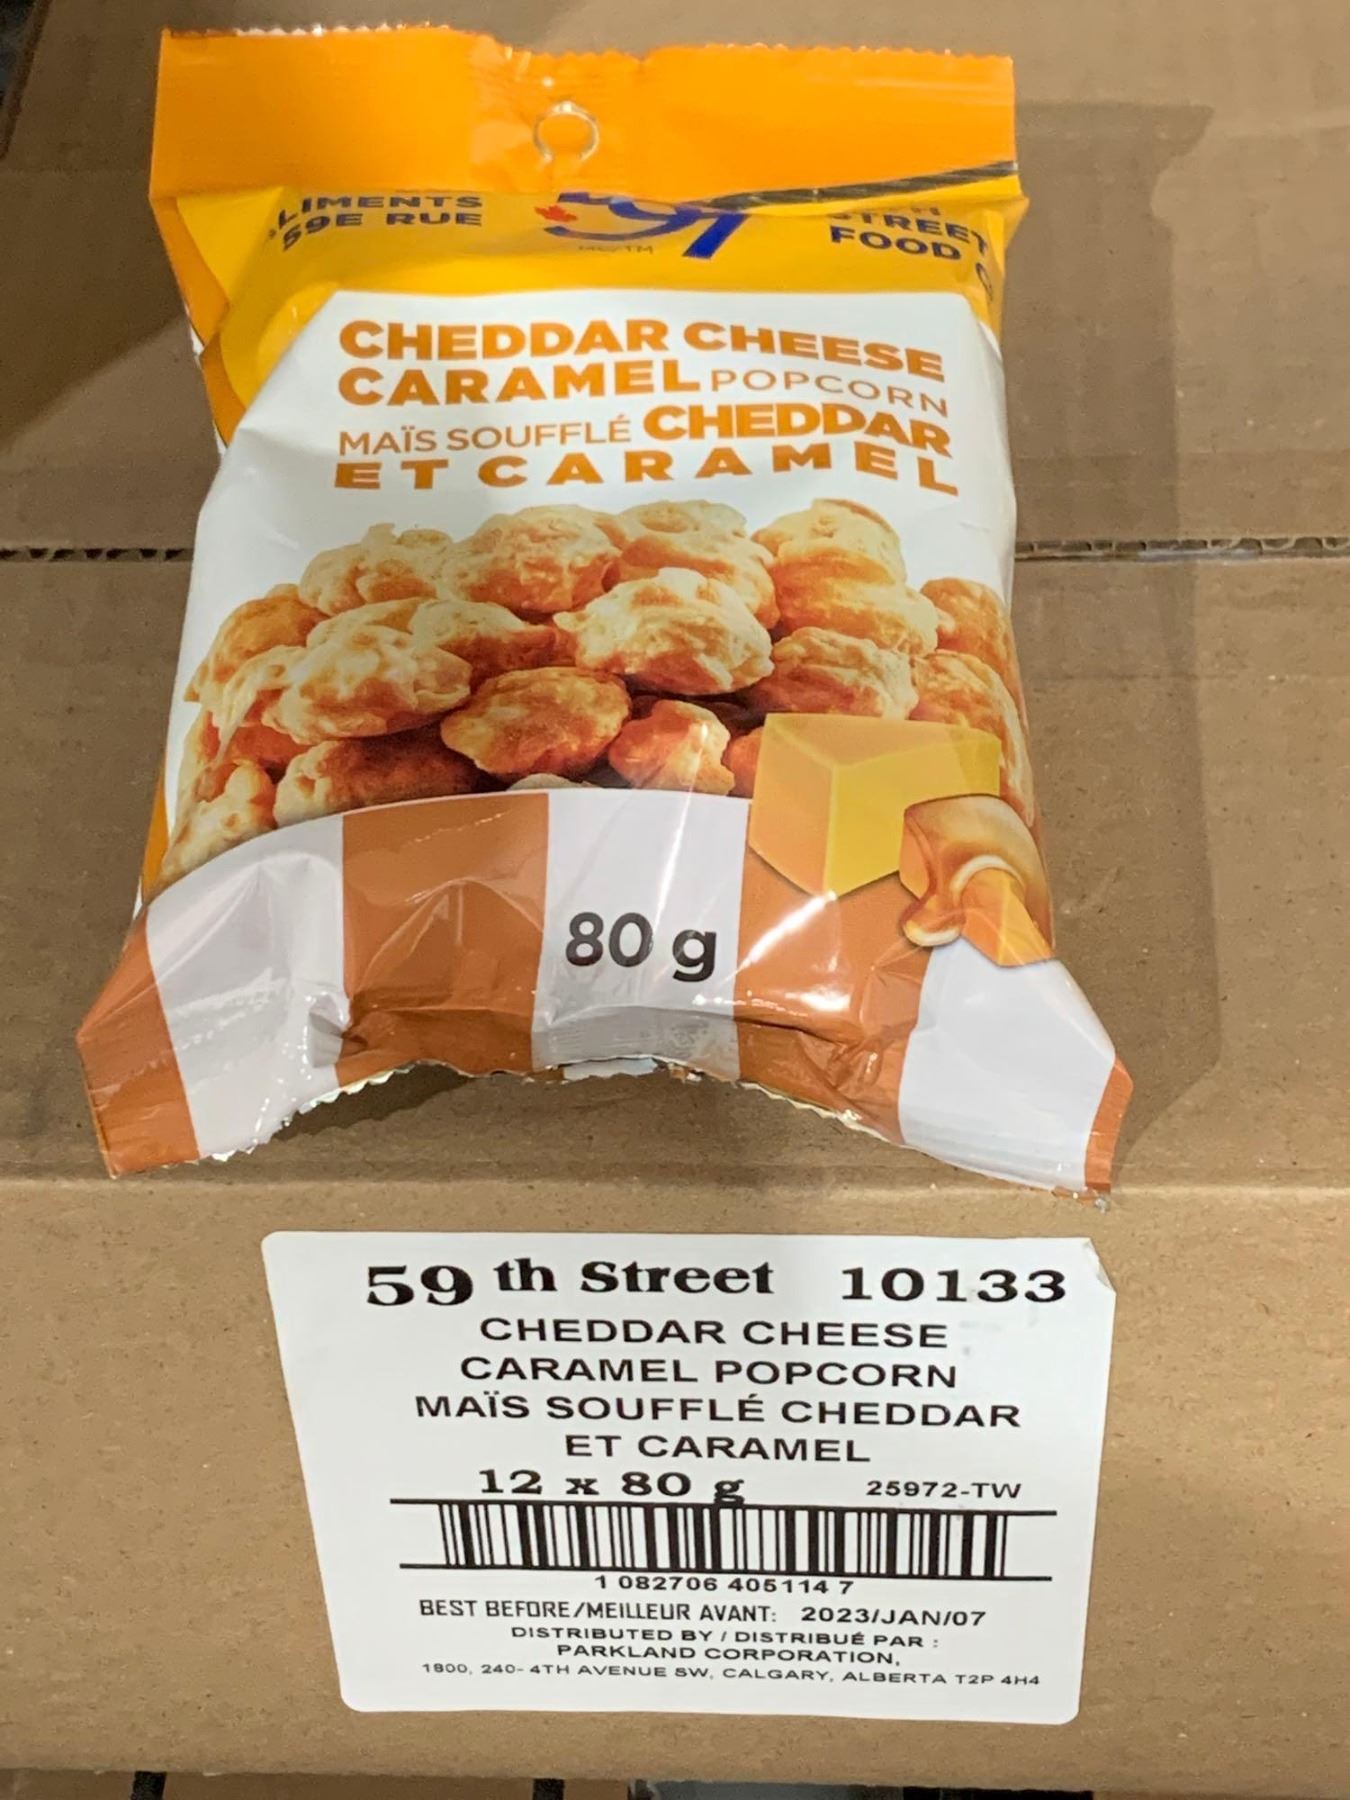 LIMENTS
59E RUE
59
MC/TM
STREET
FOOD
CHEDDAR CHEESE
CARAMEL POPCORN
MAÏS SOUFFLÉ CHEDDAR
ET CARAMEL
80 g
59 th Street 10133
CHEDDAR CHEESE
CARAMEL POPCORN
MAÏS SOUFFLÉ CHEDDAR
ET CARAMEL
12 x 80 g 25972-TW
1 082706 405114 7
BEST BEFORE/MEILLEUR AVANT: 2023/JAN/07
DISTRIBUTED BY / DISTRIBUÉ PAR :
PARKLAND CORPORATION,
1800, 240-4TH AVENUE SW, CALGARY, ALBERTA T2P 4H4